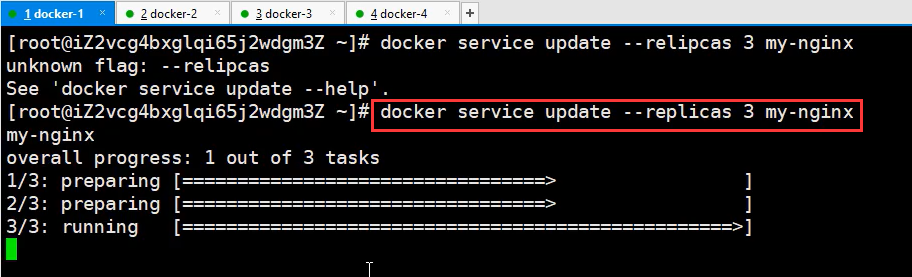 1 docker-1 × 2 docker-2 × 3 docker-3 × 4 docker-4 ×
[root@iZ2vcg4bxglqi65j2wdgm3Z ~]# docker service update --relipcas 3 my-nginx
unknown flag: --relipcas
See 'docker service update --help'.
[root@iZ2vcg4bxglqi65j2wdgm3Z ~]# docker service update --replicas 3 my-nginx
my-nginx
overall progress: 1 out of 3 tasks
1/3: preparing [=================================>                 ]
2/3: preparing [=================================>                 ]
3/3: running   [==================================================>]